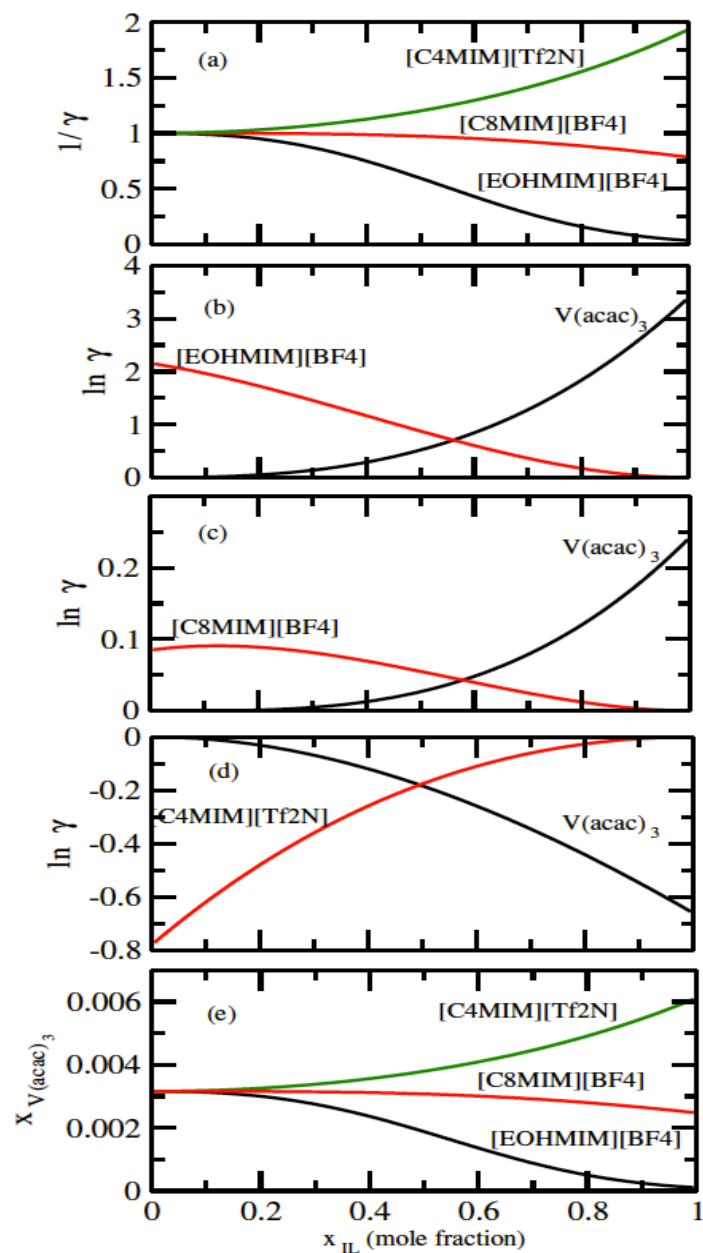 2
(a)
[C4MIM][Tf2N]
1.5
1/γ
[C8MIM][BF4]
1
0.5
[EOHMIM][BF4]
0
4
(b)
V(acac)3
3
[EOHMIM][BF4]
ln γ
2
1
0
(c)
V(acac)3
0.2
ln γ
[C8MIM][BF4]
0.1
0
0
(d)
-0.2
[C4MIM][Tf2N]
V(acac)3
ln γ
-0.4
-0.6
-0.8
0.006
(e)
[C4MIM][Tf2N]
x V(acac)3
0.004
[C8MIM][BF4]
0.002
[EOHMIM][BF4]
0
0 0.2 0.4 0.6 0.8 1
x IL (mole fraction)